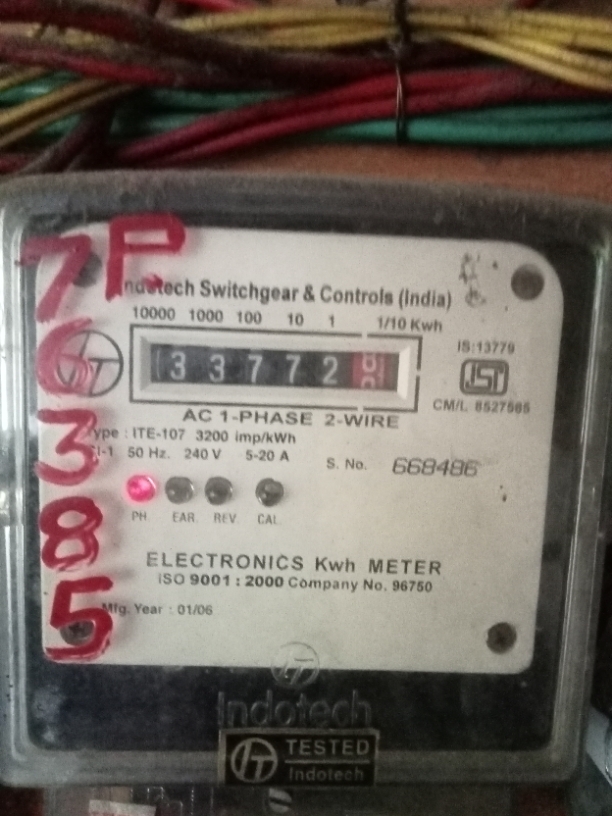 7P.
6
3
8
5
Indotech Switchgear & Controls (India)
10000 1000 100 10 1 1/10 Kwh
3 3 7 7 2
IS:13779
ISI
CM/L 8527565
AC 1-PHASE 2-WIRE
Type : ITE-107 3200 imp/kWh
Cl-1 50 Hz. 240 V 5-20 A
S. No. 668486
PH. EAR. REV. CAL.
ELECTRONICS Kwh METER
ISO 9001 : 2000 Company No. 96750
Mfg. Year : 01/06
Indotech
TESTED
Indotech